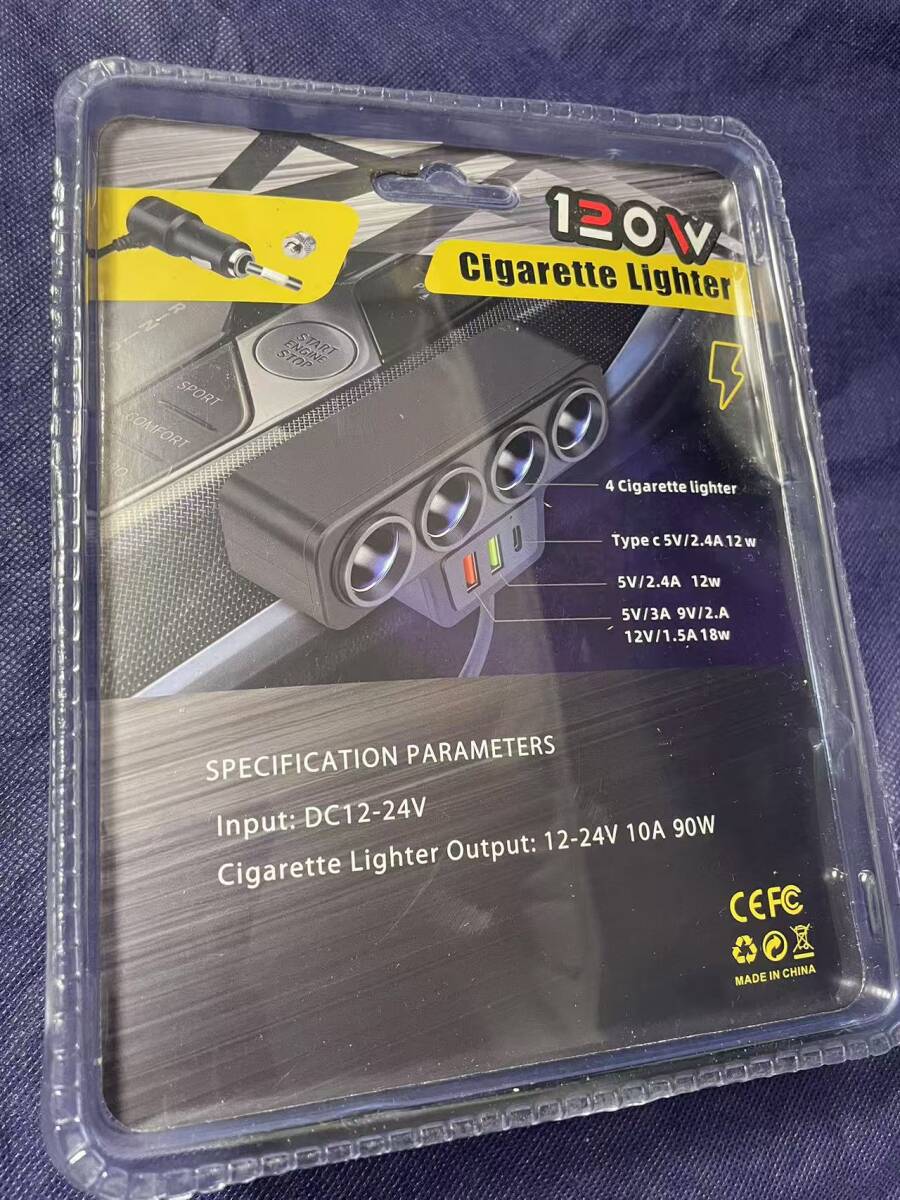 120W
Cigarette Lighter
R
N
P
START
ENGINE
STOP
SPORT
COMFORT
4 Cigarette lighter
Type c 5V/2.4A 12w
5V/2.4A 12w
5V/3A 9V/2.A
12V/1.5A 18w
SPECIFICATION PARAMETERS
Input: DC12-24V
Cigarette Lighter Output: 12-24V 10A 90W
CE FC
MADE IN CHINA